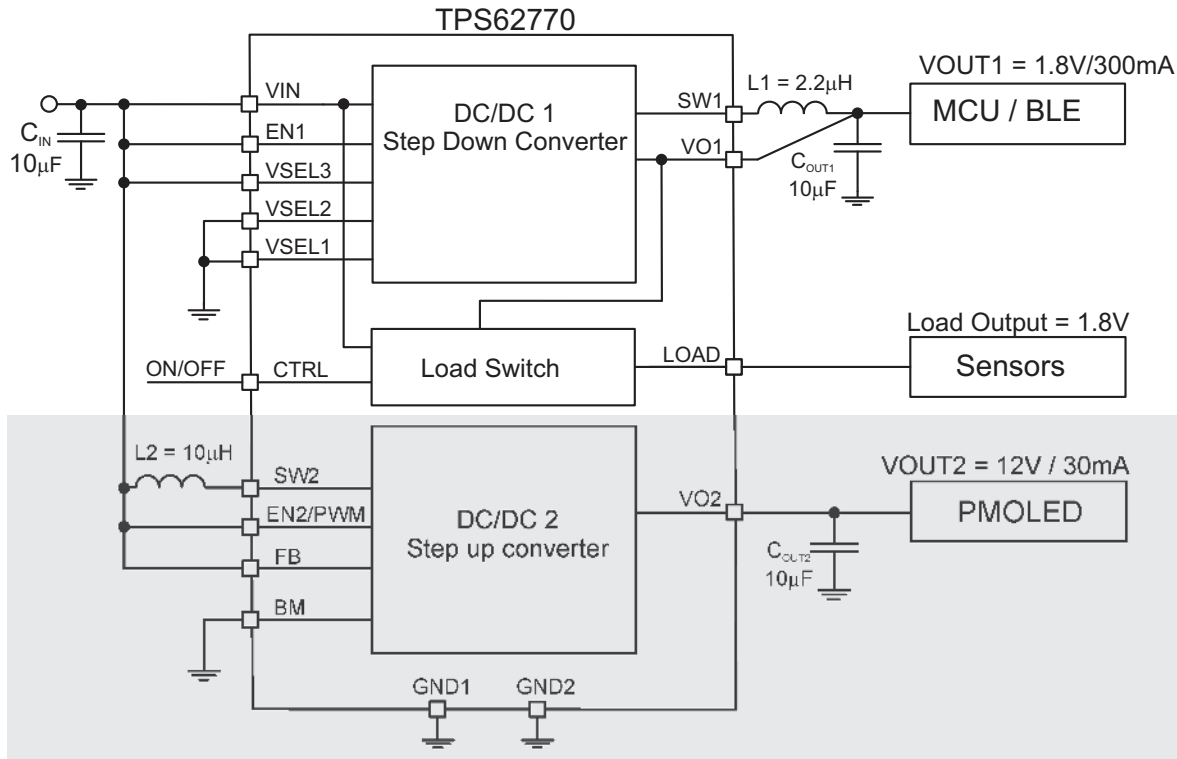 TPS62770
VIN
EN1
VSEL3
VSEL2
VSEL1
C_IN
10μF
DC/DC 1
Step Down Converter
SW1
VO1
L1 = 2.2μH
VOUT1 = 1.8V/300mA
MCU / BLE
C_OUT1
10μF
ON/OFF
CTRL
Load Switch
LOAD
Load Output = 1.8V
Sensors
L2 = 10μH
SW2
EN2/PWM
FB
BM
DC/DC 2
Step up converter
VO2
VOUT2 = 12V / 30mA
PMOLED
C_OUT2
10μF
GND1
GND2